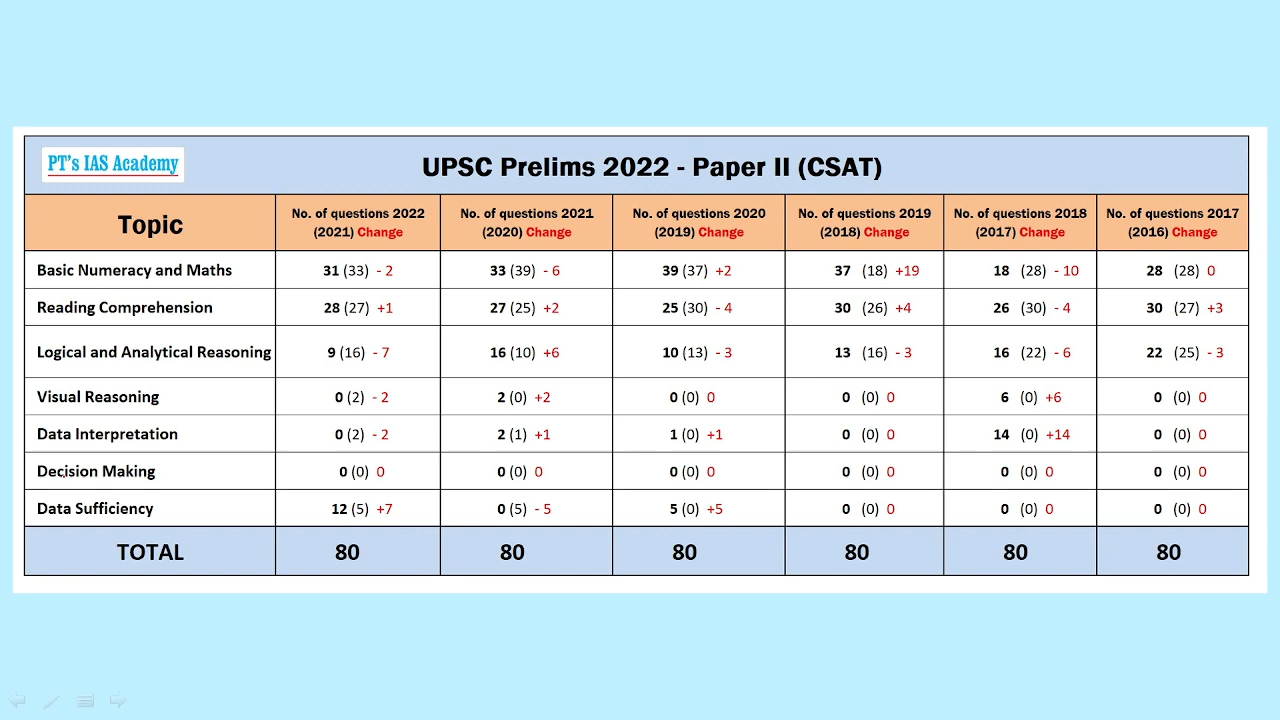 PT's IAS Academy
UPSC Prelims 2022 - Paper II (CSAT)
Topic
No. of questions 2022
(2021) Change
No. of questions 2021
(2020) Change
No. of questions 2020
(2019) Change
No. of questions 2019
(2018) Change
No. of questions 2018
(2017) Change
No. of questions 2017
(2016) Change
Basic Numeracy and Maths 31 (33) - 2 33 (39) - 6 39 (37) +2 37 (18) +19 18 (28) - 10 28 (28) 0
Reading Comprehension 28 (27) +1 27 (25) +2 25 (30) - 4 30 (26) +4 26 (30) - 4 30 (27) +3
Logical and Analytical Reasoning 9 (16) - 7 16 (10) +6 10 (13) - 3 13 (16) - 3 16 (22) - 6 22 (25) - 3
Visual Reasoning 0 (2) - 2 2 (0) +2 0 (0) 0 0 (0) 0 6 (0) +6 0 (0) 0
Data Interpretation 0 (2) - 2 2 (1) +1 1 (0) +1 0 (0) 0 14 (0) +14 0 (0) 0
Decision Making 0 (0) 0 0 (0) 0 0 (0) 0 0 (0) 0 0 (0) 0 0 (0) 0
Data Sufficiency 12 (5) +7 0 (5) - 5 5 (0) +5 0 (0) 0 0 (0) 0 0 (0) 0
TOTAL 80 80 80 80 80 80